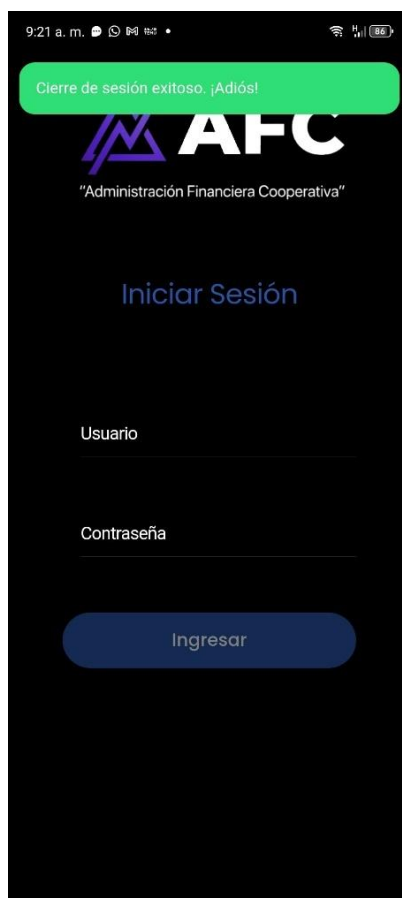 9:21 a. m.
86
Cierre de sesión exitoso. ¡Adiós!
AFC
"Administración Financiera Cooperativa"
Iniciar Sesión
Usuario
Contraseña
Ingresar